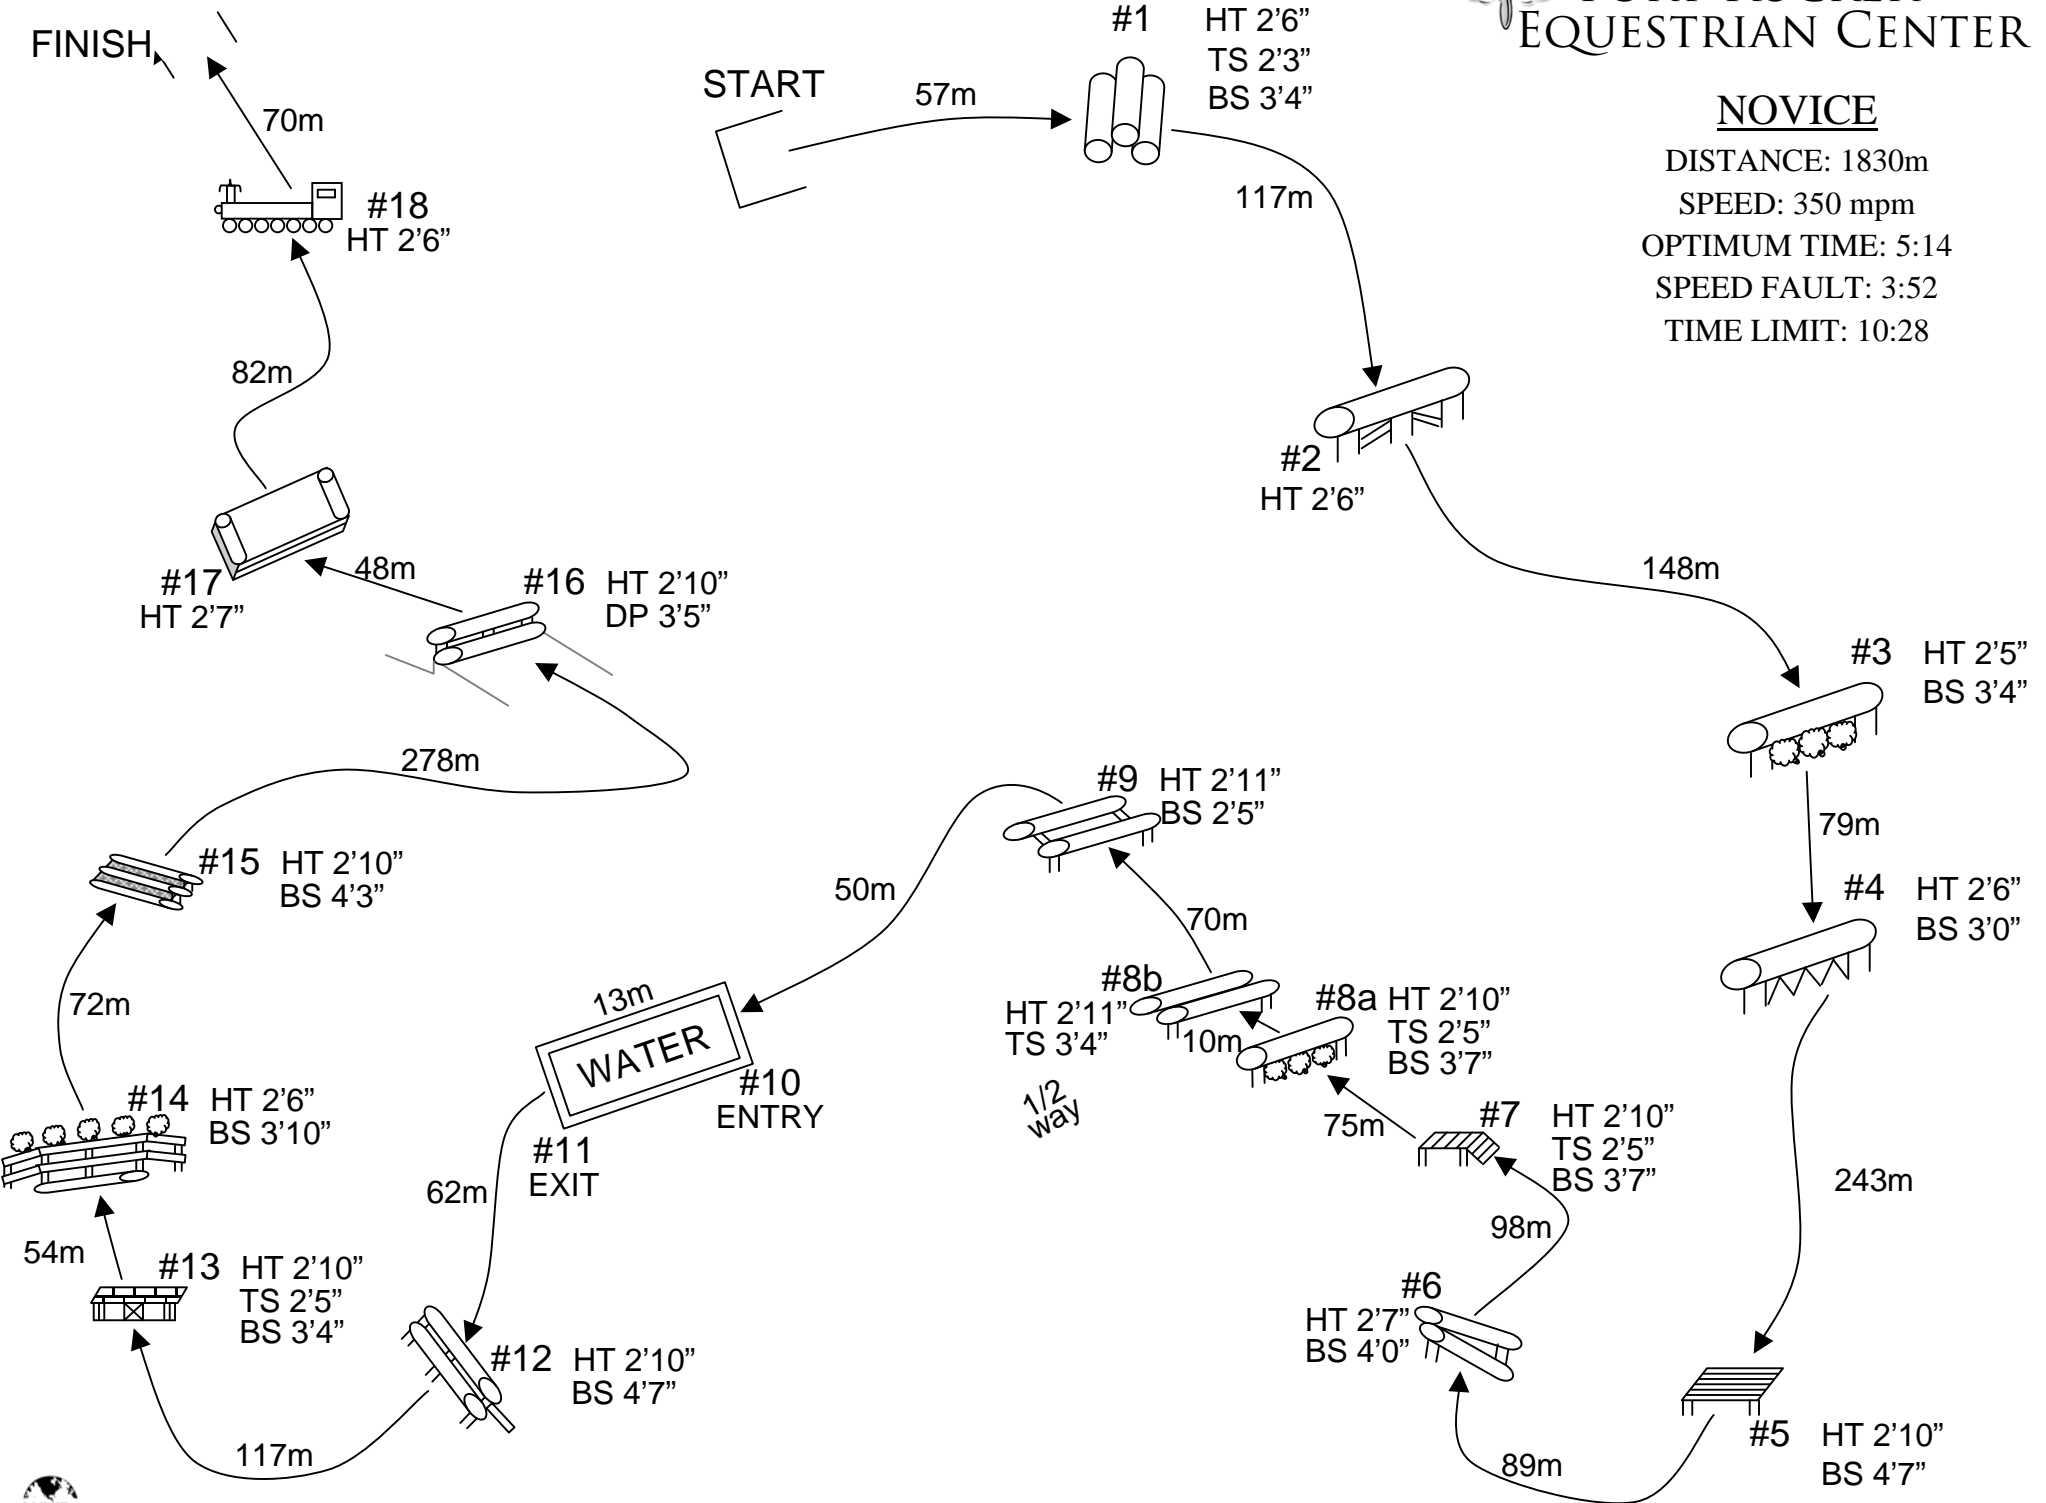 EQUESTRIAN CENTER
NOVICE
DISTANCE: 1830m
SPEED: 350 mpm
OPTIMUM TIME: 5:14
SPEED FAULT: 3:52
TIME LIMIT: 10:28
START
57m
#1 HT 2’6”
TS 2’3”
BS 3’4”
117m
#2
HT 2’6”
148m
#3 HT 2’5”
BS 3’4”
79m
#4 HT 2’6”
BS 3’0”
243m
#5 HT 2’10”
BS 4’7”
89m
#6
HT 2’7”
BS 4’0”
98m
#7 HT 2’10”
TS 2’5”
BS 3’7”
75m
#8a HT 2’10”
TS 2’5”
BS 3’7”
10m
#8b
HT 2’11”
TS 3’4”
1/2
way
70m
#9 HT 2’11”
BS 2’5”
50m
#10
ENTRY
WATER
13m
#11
EXIT
62m
#12 HT 2’10”
BS 4’7”
117m
#13 HT 2’10”
TS 2’5”
BS 3’4”
54m
#14 HT 2’6”
BS 3’10”
72m
#15 HT 2’10”
BS 4’3”
278m
#16 HT 2’10”
DP 3’5”
48m
#17
HT 2’7”
82m
#18
HT 2’6”
70m
FINISH